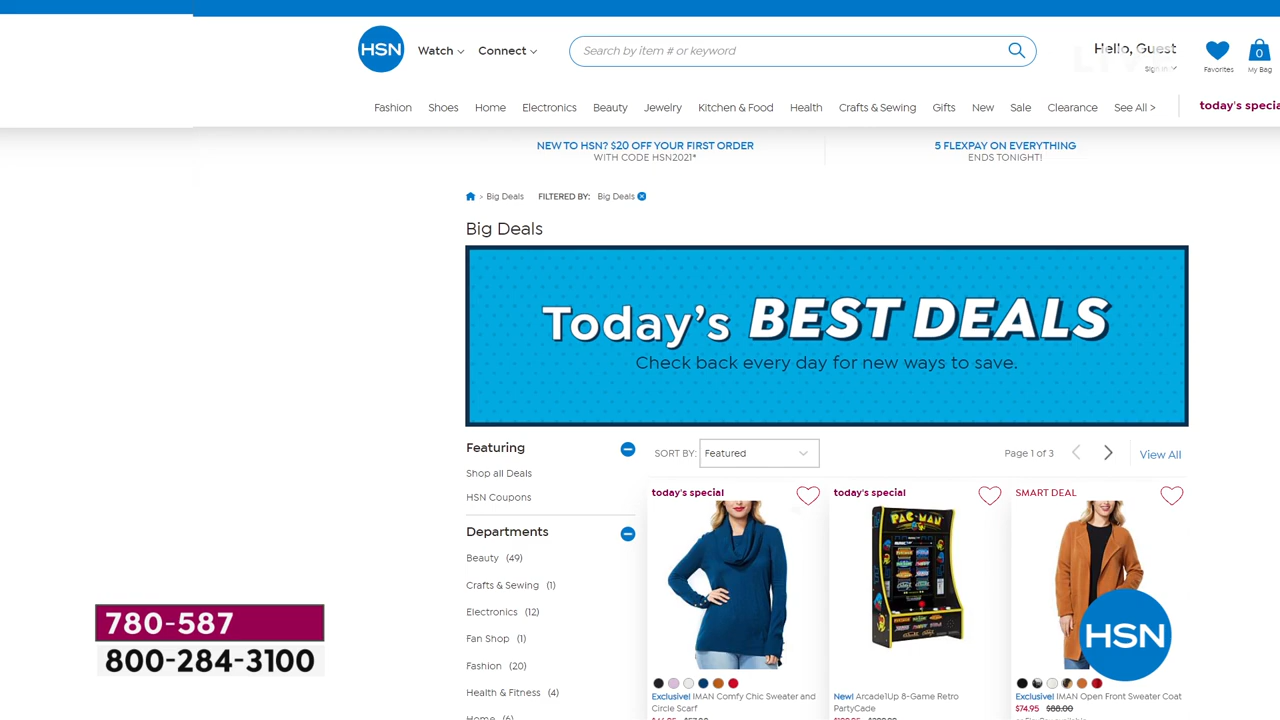 HSN
Watch
Connect
Search by item # or keyword
Hello, Guest
Sign In
Favorites
0
My Bag
LIVE
Fashion Shoes Home Electronics Beauty Jewelry Kitchen & Food Health Crafts & Sewing Gifts New Sale Clearance See All >
today's specia
NEW TO HSN? $20 OFF YOUR FIRST ORDER
WITH CODE HSN2021*
5 FLEXPAY ON EVERYTHING
ENDS TONIGHT!
> Big Deals FILTERED BY: Big Deals
Big Deals
Today's BEST DEALS
Check back every day for new ways to save.
Featuring
Shop all Deals
HSN Coupons
Departments
Beauty (49)
Crafts & Sewing (1)
Electronics (12)
Fan Shop (1)
Fashion (20)
Health & Fitness (4)
Home (6)
SORT BY: Featured
Page 1 of 3
View All
today's special
Exclusive! IMAN Comfy Chic Sweater and
Circle Scarf
today's special
PAC-MAN
New! Arcade1Up 8-Game Retro
PartyCade
SMART DEAL
Exclusive! IMAN Open Front Sweater Coat
$74.95 $88.00
HSN
780-587
800-284-3100